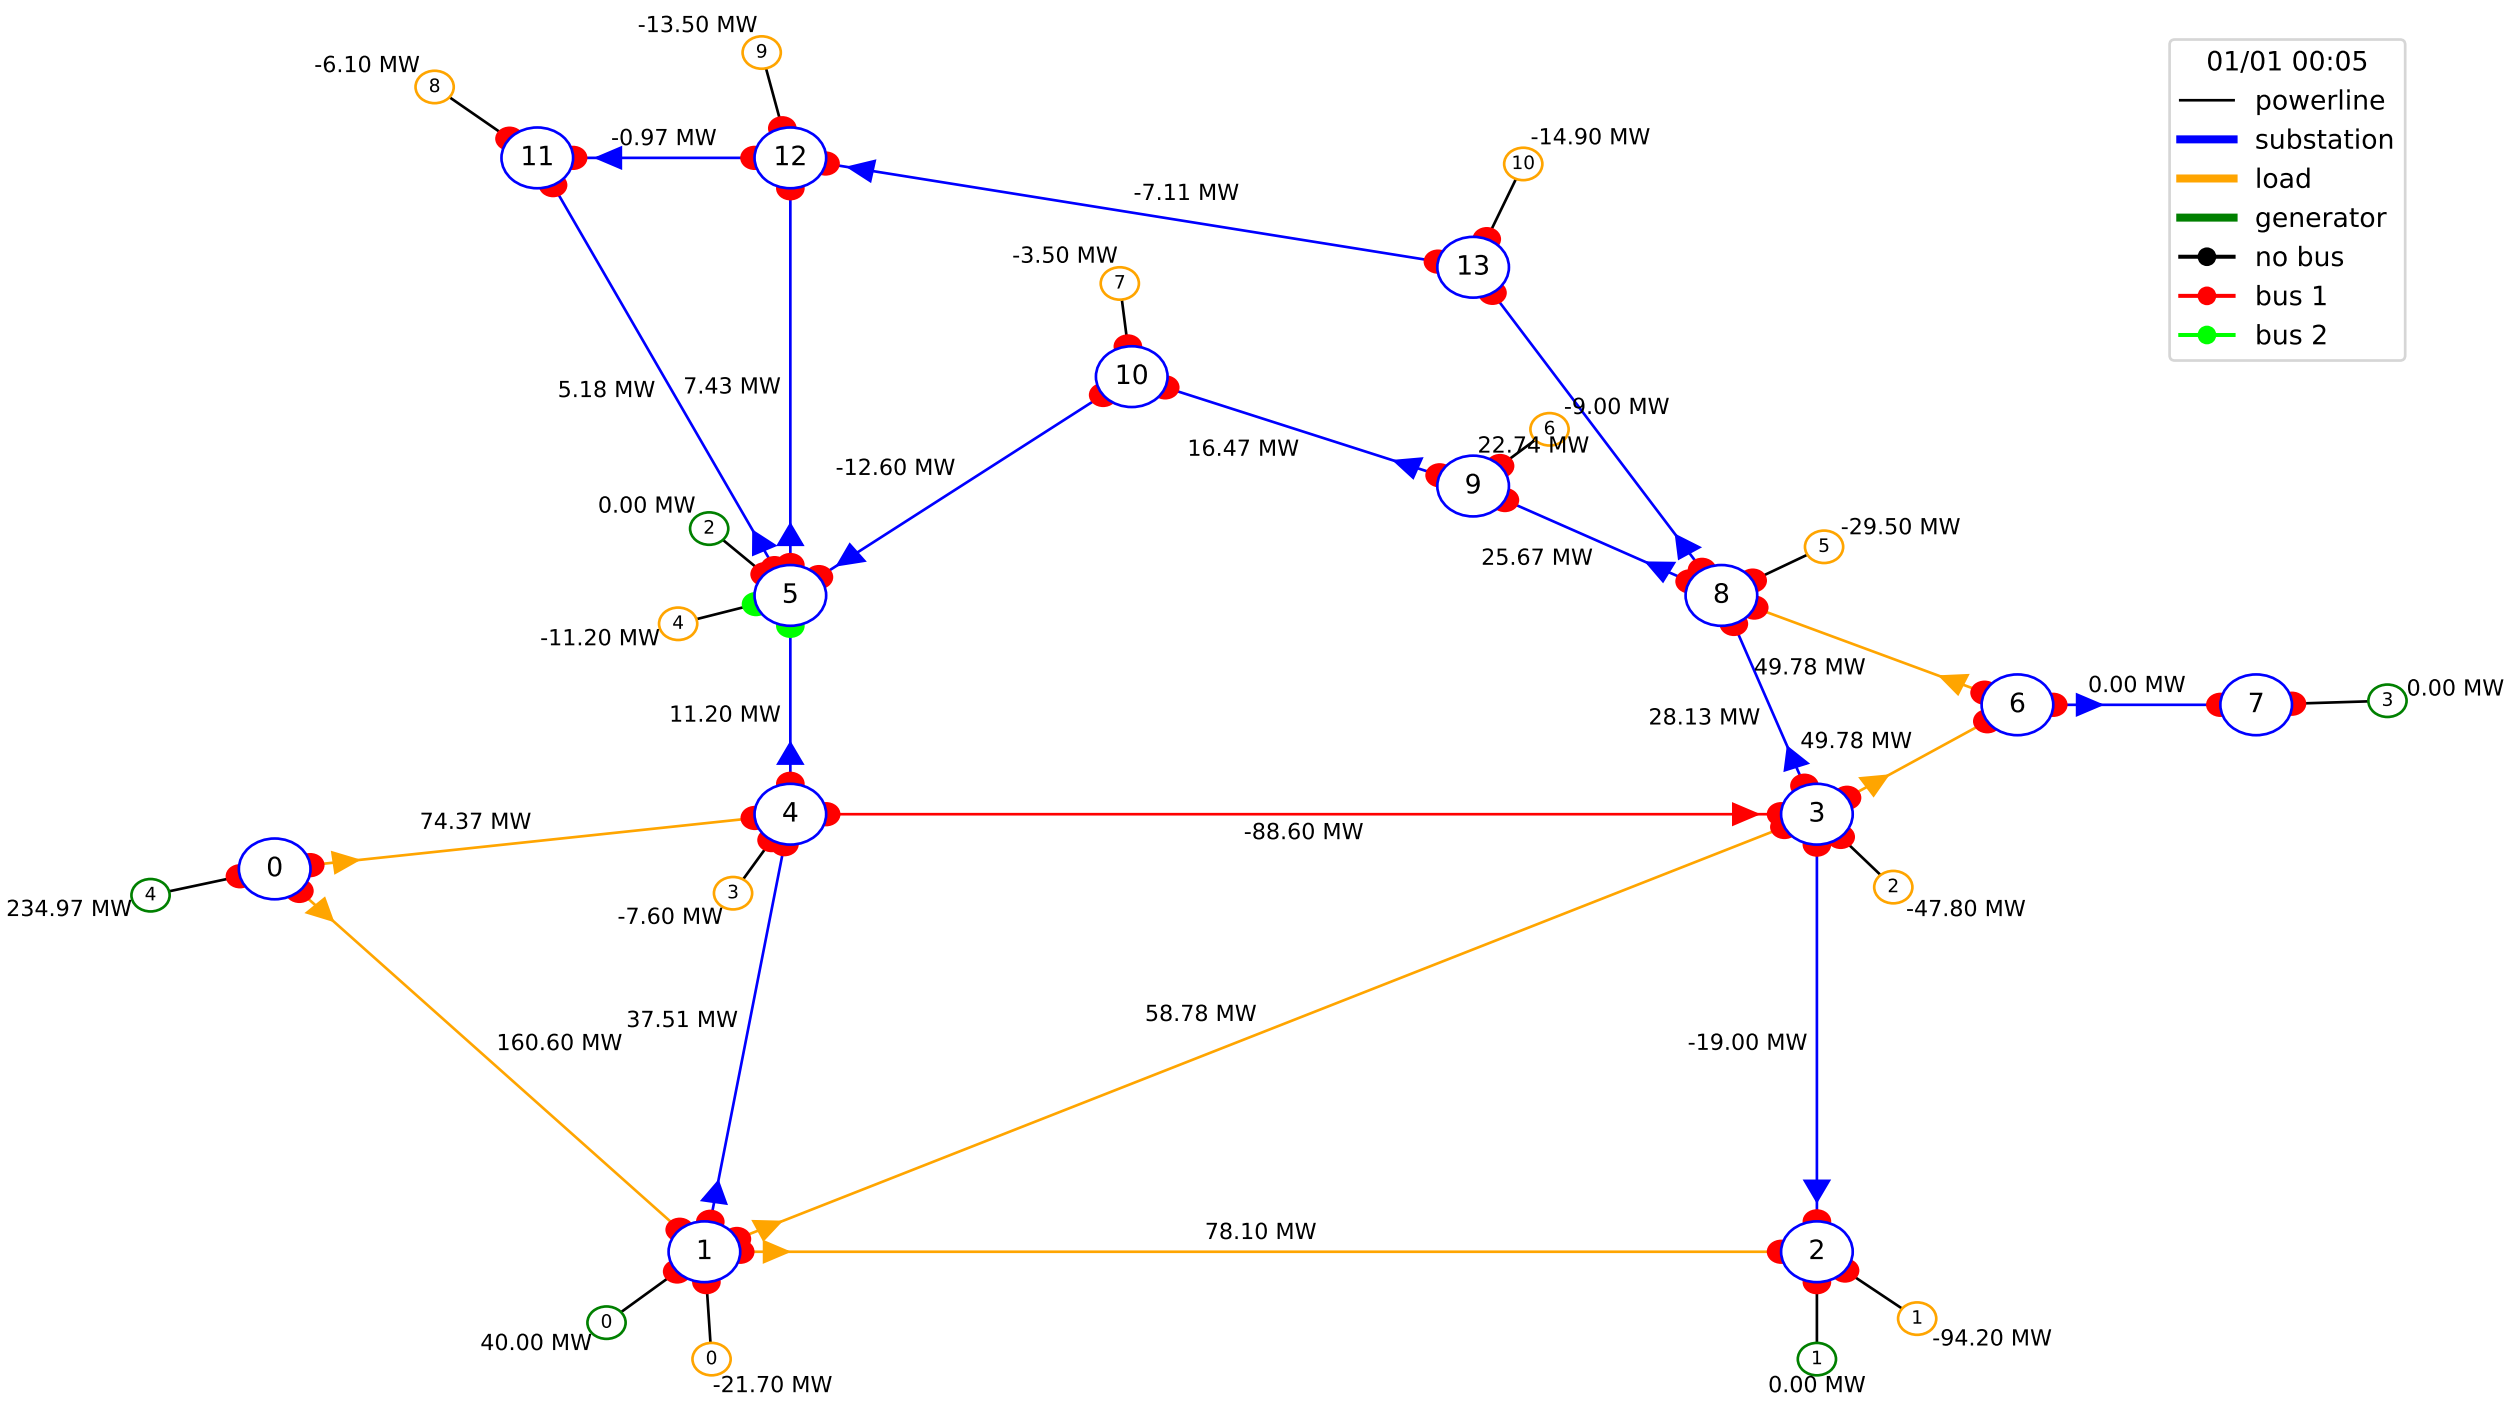 -13.50 MW
9
-6.10 MW
8
11
-0.97 MW
12
-14.90 MW
10
-7.11 MW
13
-3.50 MW
7
10
5.18 MW
7.43 MW
-9.00 MW
6
22.74 MW
16.47 MW
9
-12.60 MW
0.00 MW
2
25.67 MW
-29.50 MW
5
5
8
4
-11.20 MW
49.78 MW
0.00 MW
6
7
3
0.00 MW
11.20 MW
28.13 MW
49.78 MW
74.37 MW
4
-88.60 MW
3
0
4
234.97 MW
3
-7.60 MW
2
-47.80 MW
37.51 MW
160.60 MW
58.78 MW
-19.00 MW
78.10 MW
1
2
0
40.00 MW
0
-21.70 MW
1
-94.20 MW
1
0.00 MW
01/01 00:05
powerline
substation
load
generator
no bus
bus 1
bus 2